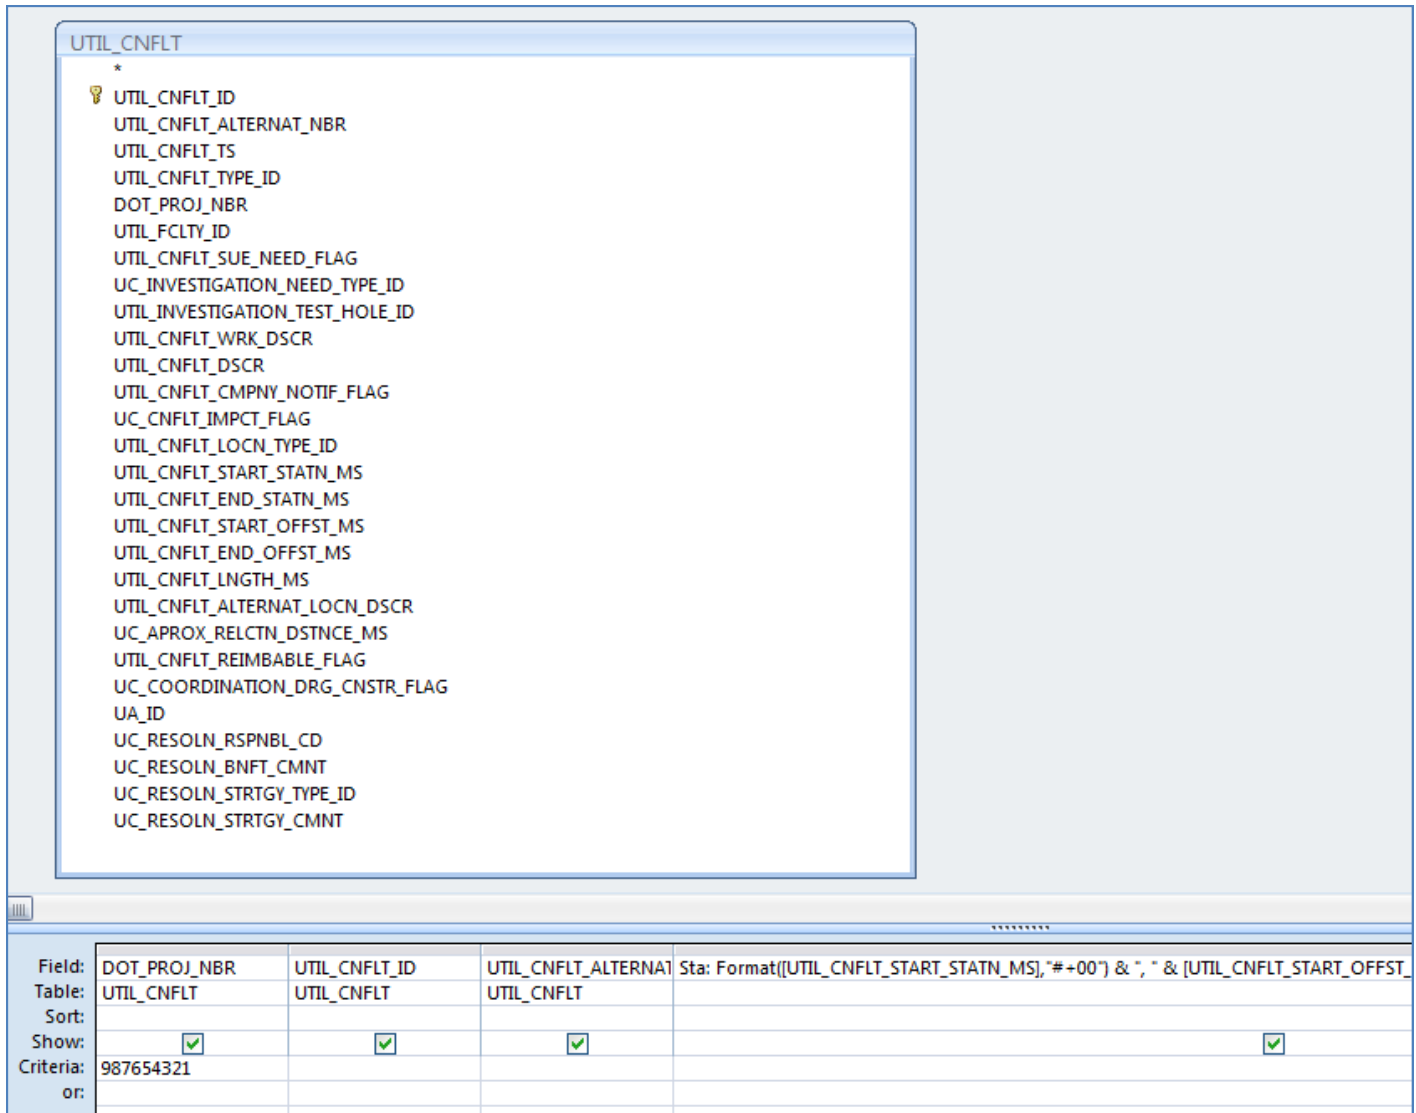 UTIL_CNFLT
*
UTIL_CNFLT_ID
UTIL_CNFLT_ALTERNAT_NBR
UTIL_CNFLT_TS
UTIL_CNFLT_TYPE_ID
DOT_PROJ_NBR
UTIL_FCLTY_ID
UTIL_CNFLT_SUE_NEED_FLAG
UC_INVESTIGATION_NEED_TYPE_ID
UTIL_INVESTIGATION_TEST_HOLE_ID
UTIL_CNFLT_WRK_DSCR
UTIL_CNFLT_DSCR
UTIL_CNFLT_CMPNY_NOTIF_FLAG
UC_CNFLT_IMPCT_FLAG
UTIL_CNFLT_LOCN_TYPE_ID
UTIL_CNFLT_START_STATN_MS
UTIL_CNFLT_END_STATN_MS
UTIL_CNFLT_START_OFFST_MS
UTIL_CNFLT_END_OFFST_MS
UTIL_CNFLT_LNGTH_MS
UTIL_CNFLT_ALTERNAT_LOCN_DSCR
UC_APROX_RELCTN_DSTNCE_MS
UTIL_CNFLT_REIMBABLE_FLAG
UC_COORDINATION_DRG_CNSTR_FLAG
UA_ID
UC_RESOLN_RSPNBL_CD
UC_RESOLN_BNFT_CMNT
UC_RESOLN_STRTGY_TYPE_ID
UC_RESOLN_STRTGY_CMNT
Field: DOT_PROJ_NBR UTIL_CNFLT_ID UTIL_CNFLT_ALTERNAT Sta: Format([UTIL_CNFLT_START_STATN_MS],"#+00") & ", " & [UTIL_CNFLT_START_OFFST_
Table: UTIL_CNFLT UTIL_CNFLT UTIL_CNFLT
Sort:
Show:
Criteria: 987654321
or: